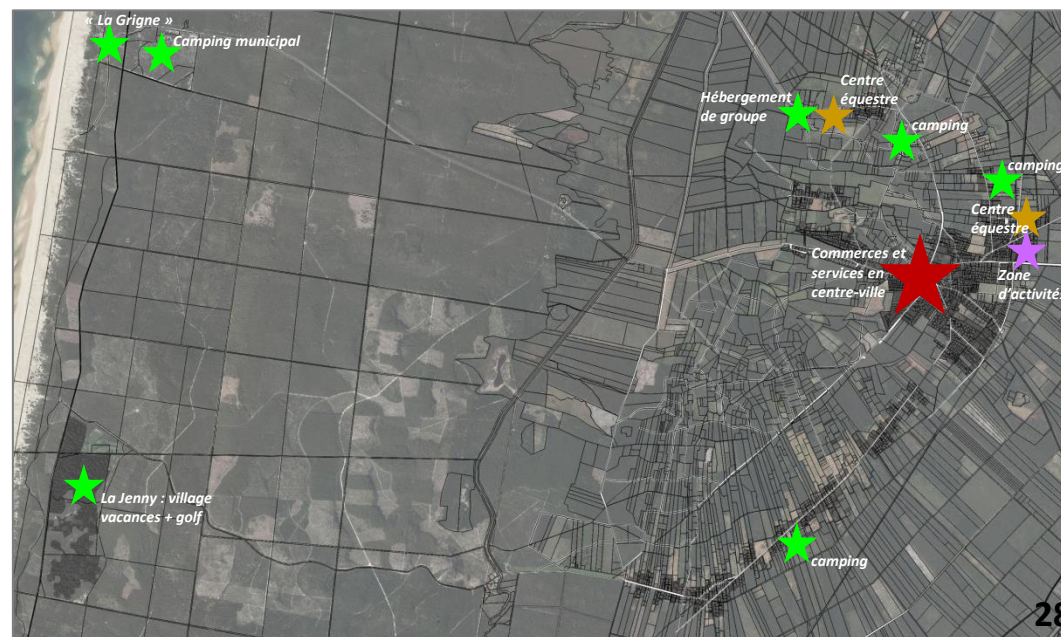 « La Grigne »
Camping municipal
Hébergement
de groupe
Centre
équestre
camping
camping
Centre
équestre
Commerces et
services en
centre-ville
Zone
d'activités
La Jenny : village
vacances + golf
camping
28